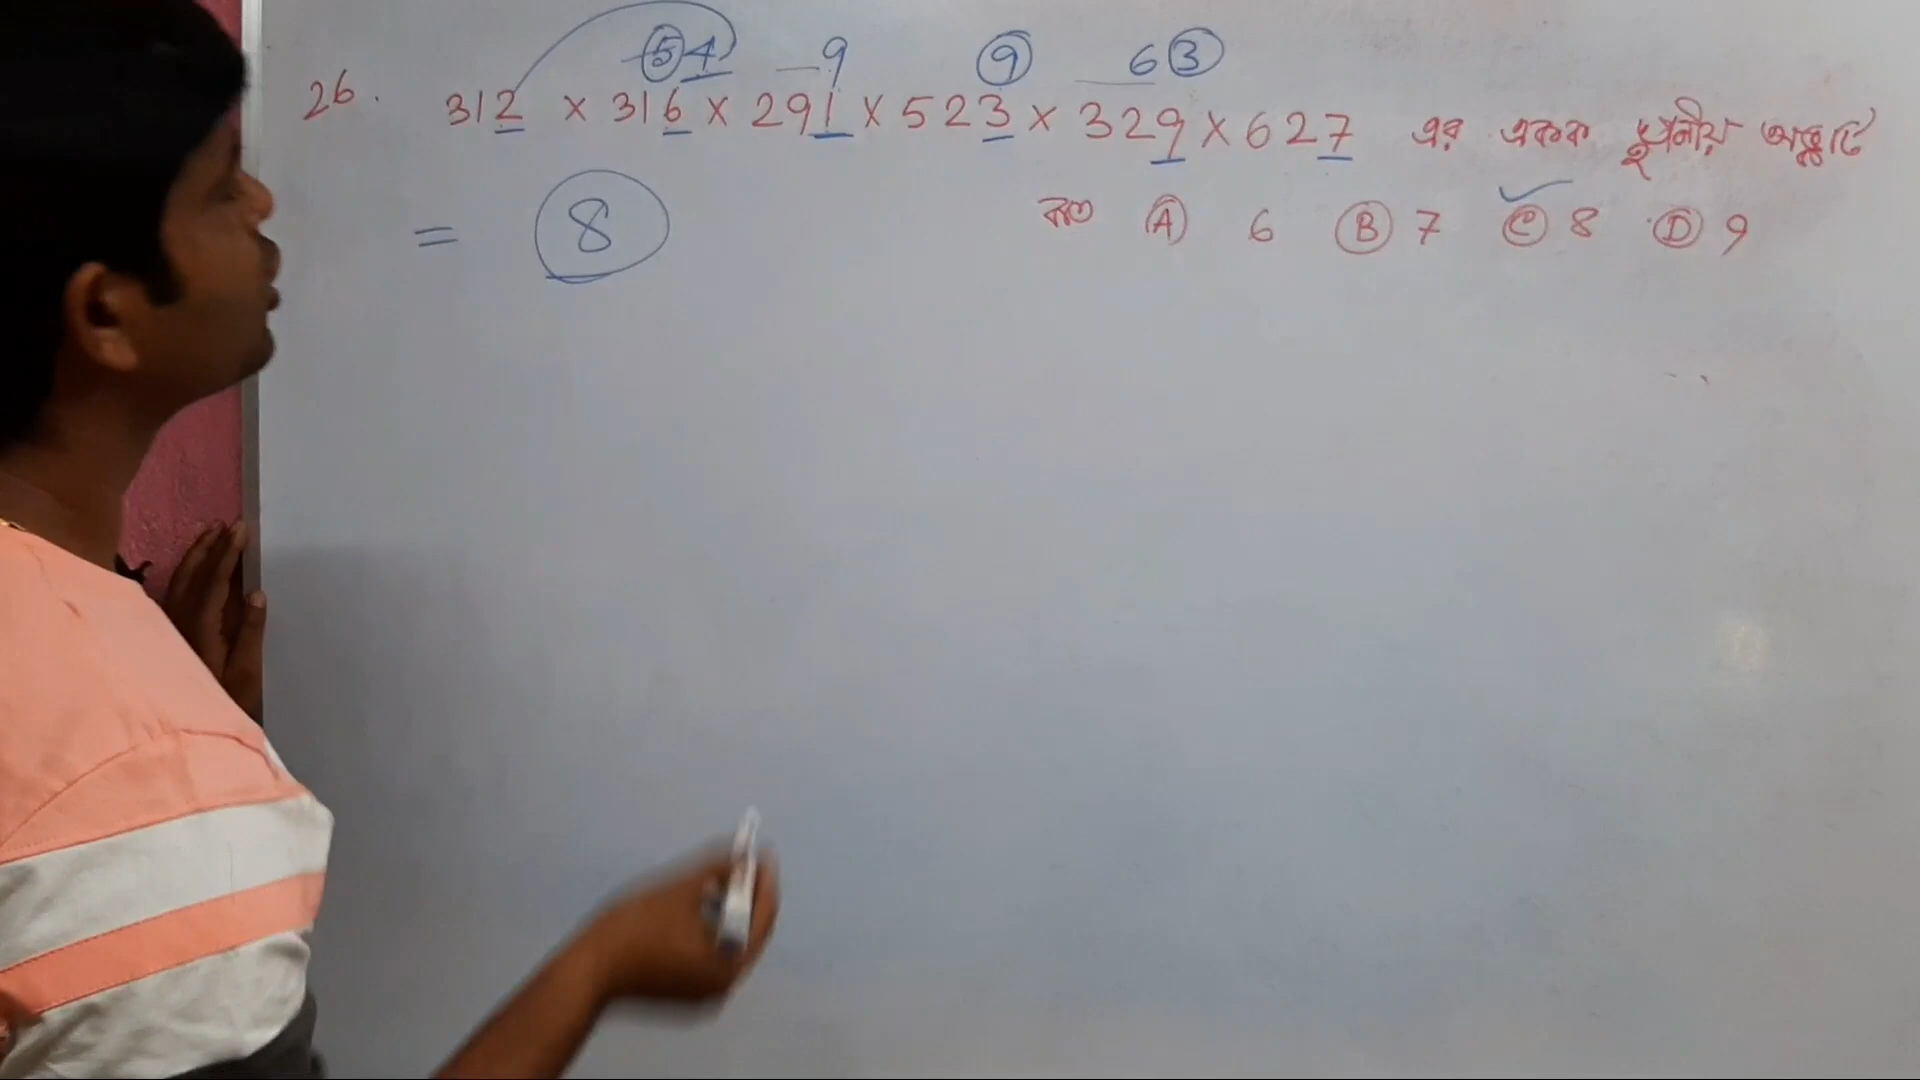 54 9 9 63
26. 312 × 316 × 291 × 523 × 329 × 627 এর একক স্থানীয় অঙ্কটি
= 8 কত Ⓐ 6 Ⓑ 7 Ⓒ 8 Ⓓ 9